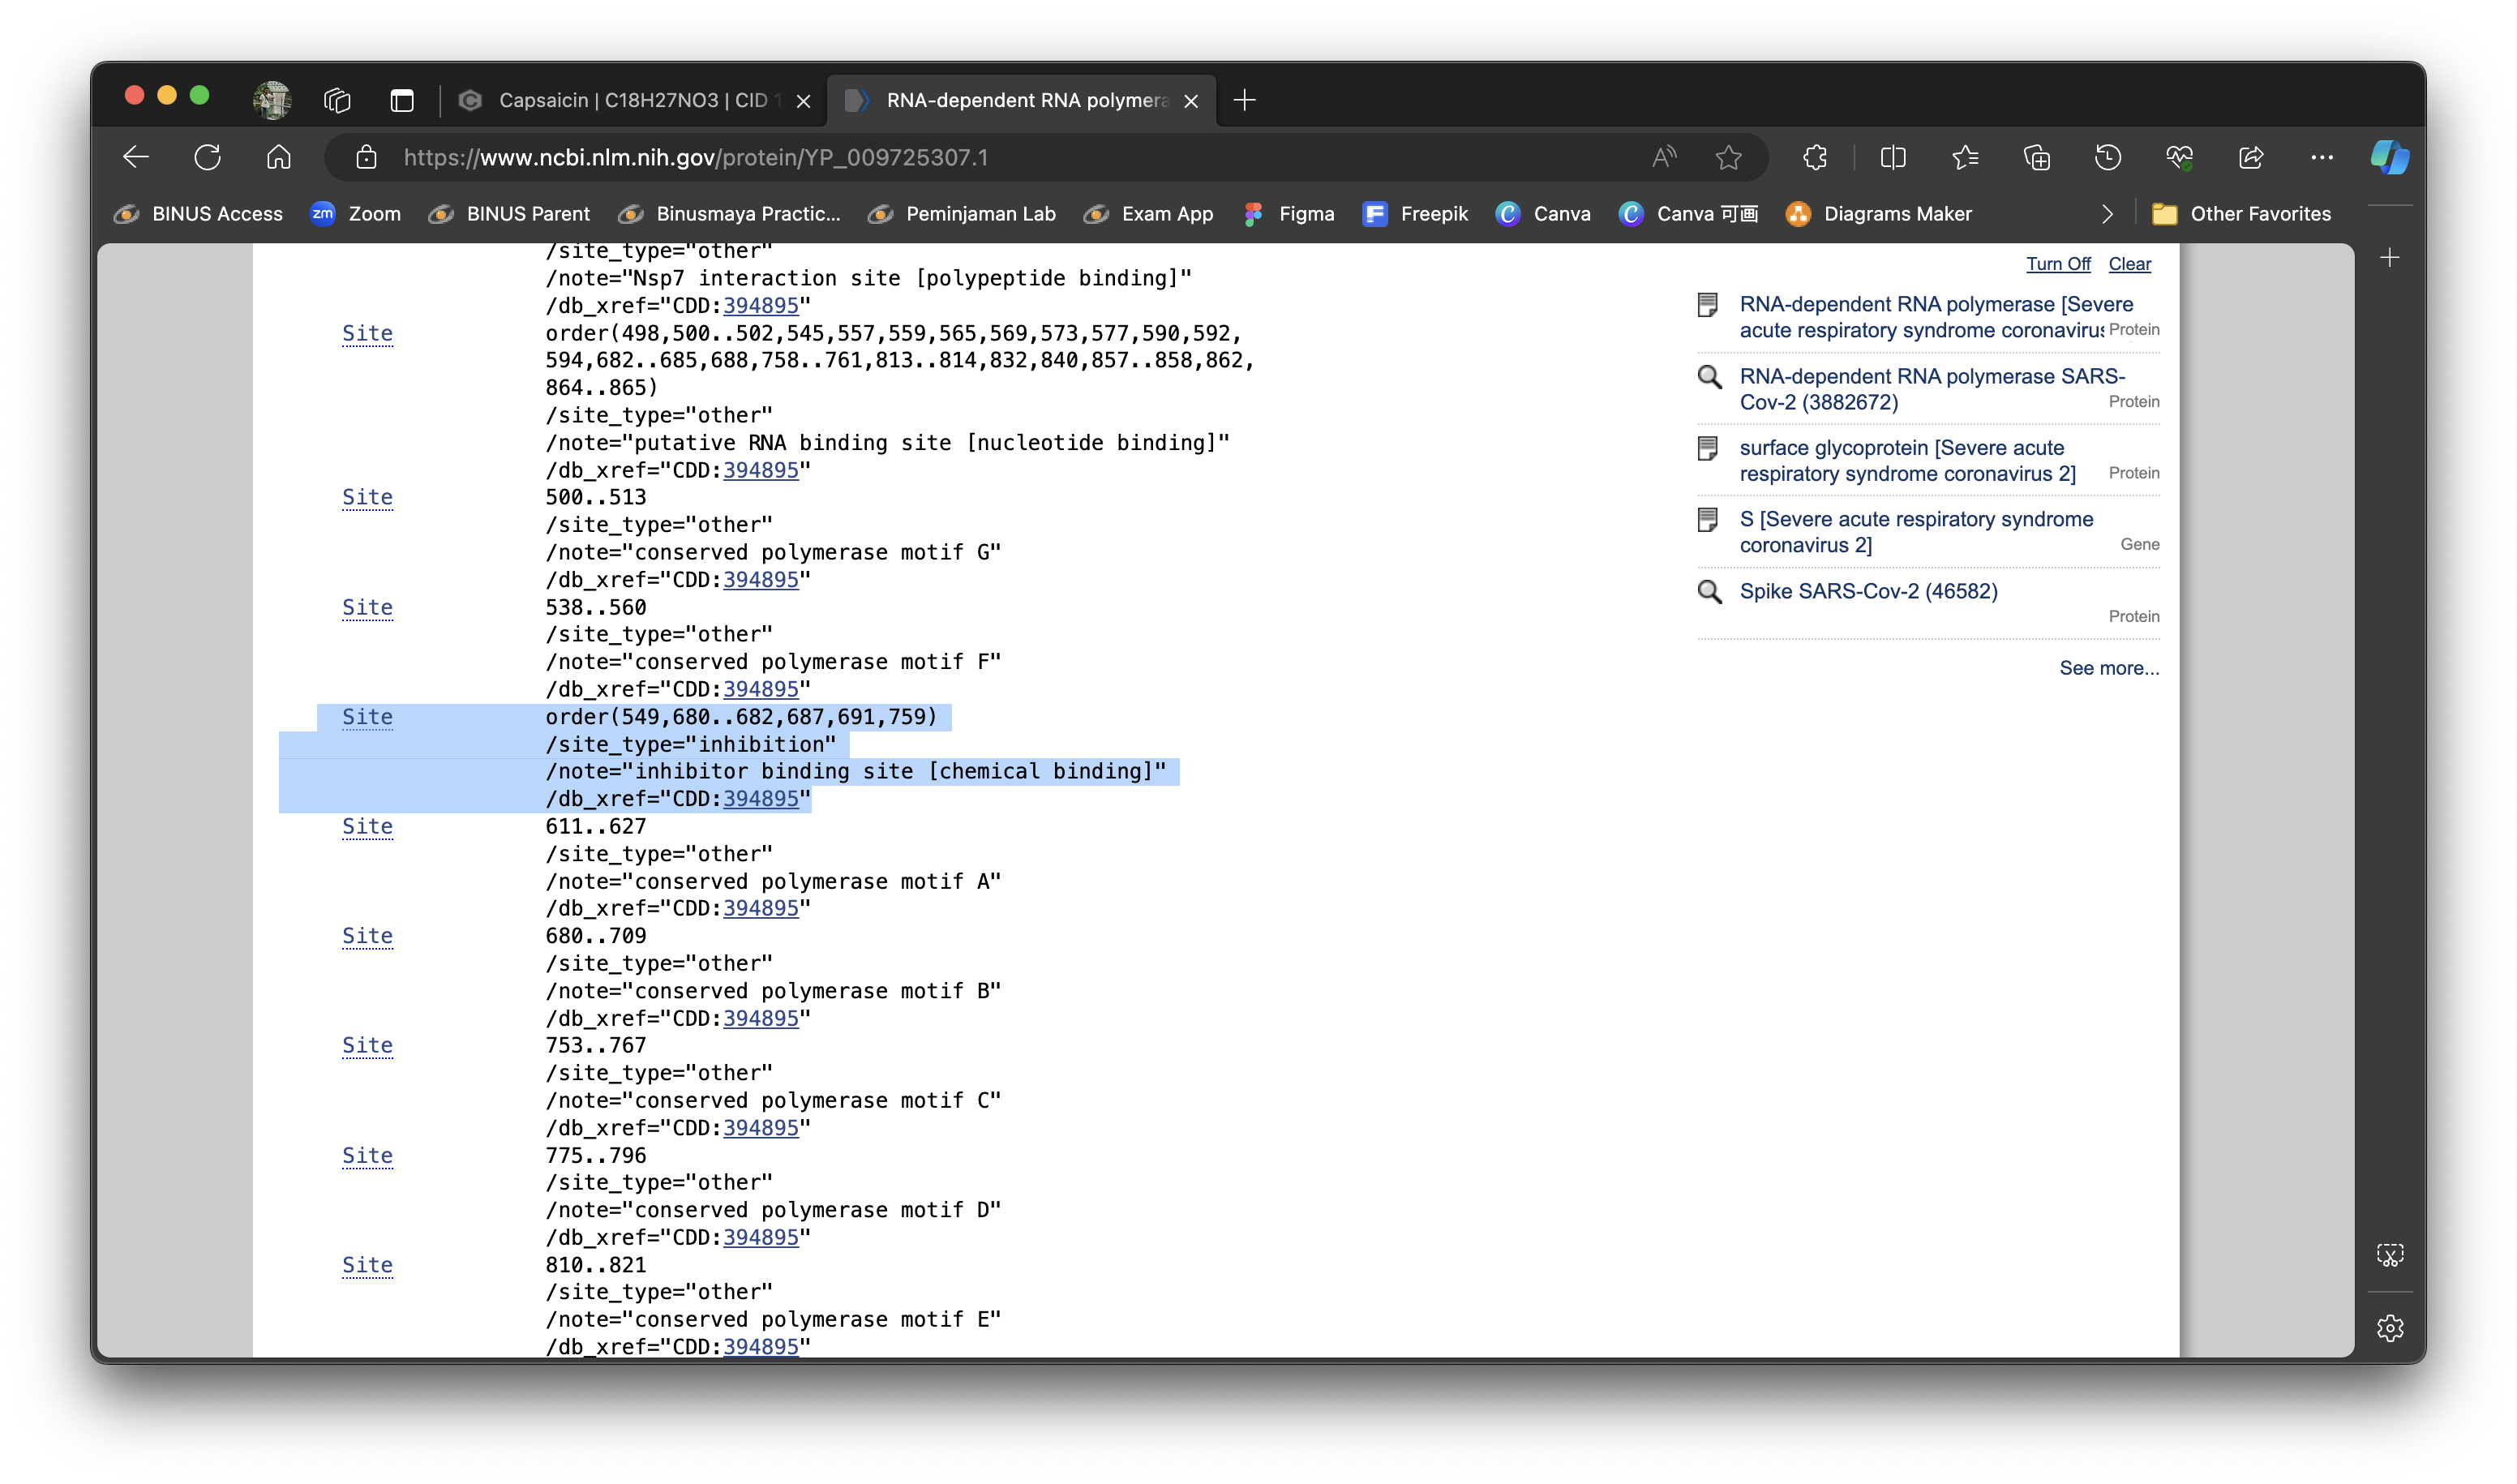 Capsaicin | C18H27NO3 | CID 1
RNA-dependent RNA polymera
https://www.ncbi.nlm.nih.gov/protein/YP_009725307.1
BINUS Access
zm Zoom
BINUS Parent
Binusmaya Practic...
Peminjaman Lab
Exam App
Figma
Freepik
Canva
Canva 可画
Diagrams Maker
Other Favorites
/site_type="other"
/note="Nsp7 interaction site [polypeptide binding]"
/db_xref="CDD:394895"
Site order(498,500..502,545,557,559,565,569,573,577,590,592,
594,682..685,688,758..761,813..814,832,840,857..858,862,
864..865)
/site_type="other"
/note="putative RNA binding site [nucleotide binding]"
/db_xref="CDD:394895"
Site 500..513
/site_type="other"
/note="conserved polymerase motif G"
/db_xref="CDD:394895"
Site 538..560
/site_type="other"
/note="conserved polymerase motif F"
/db_xref="CDD:394895"
Site order(549,680..682,687,691,759)
/site_type="inhibition"
/note="inhibitor binding site [chemical binding]"
/db_xref="CDD:394895"
Site 611..627
/site_type="other"
/note="conserved polymerase motif A"
/db_xref="CDD:394895"
Site 680..709
/site_type="other"
/note="conserved polymerase motif B"
/db_xref="CDD:394895"
Site 753..767
/site_type="other"
/note="conserved polymerase motif C"
/db_xref="CDD:394895"
Site 775..796
/site_type="other"
/note="conserved polymerase motif D"
/db_xref="CDD:394895"
Site 810..821
/site_type="other"
/note="conserved polymerase motif E"
/db_xref="CDD:394895"
Turn Off Clear
RNA-dependent RNA polymerase [Severe
acute respiratory syndrome coronavirus Protein
RNA-dependent RNA polymerase SARS-
Cov-2 (3882672) Protein
surface glycoprotein [Severe acute
respiratory syndrome coronavirus 2] Protein
S [Severe acute respiratory syndrome
coronavirus 2] Gene
Spike SARS-Cov-2 (46582)
Protein
See more...